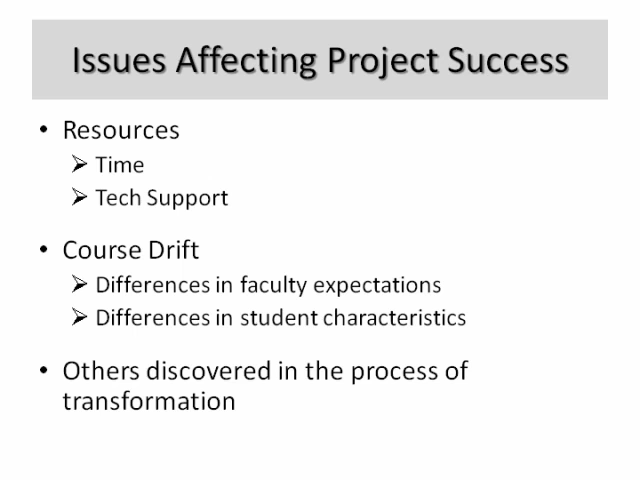 Issues Affecting Project Success
• Resources
➢ Time
➢ Tech Support
• Course Drift
➢ Differences in faculty expectations
➢ Differences in student characteristics
• Others discovered in the process of
transformation